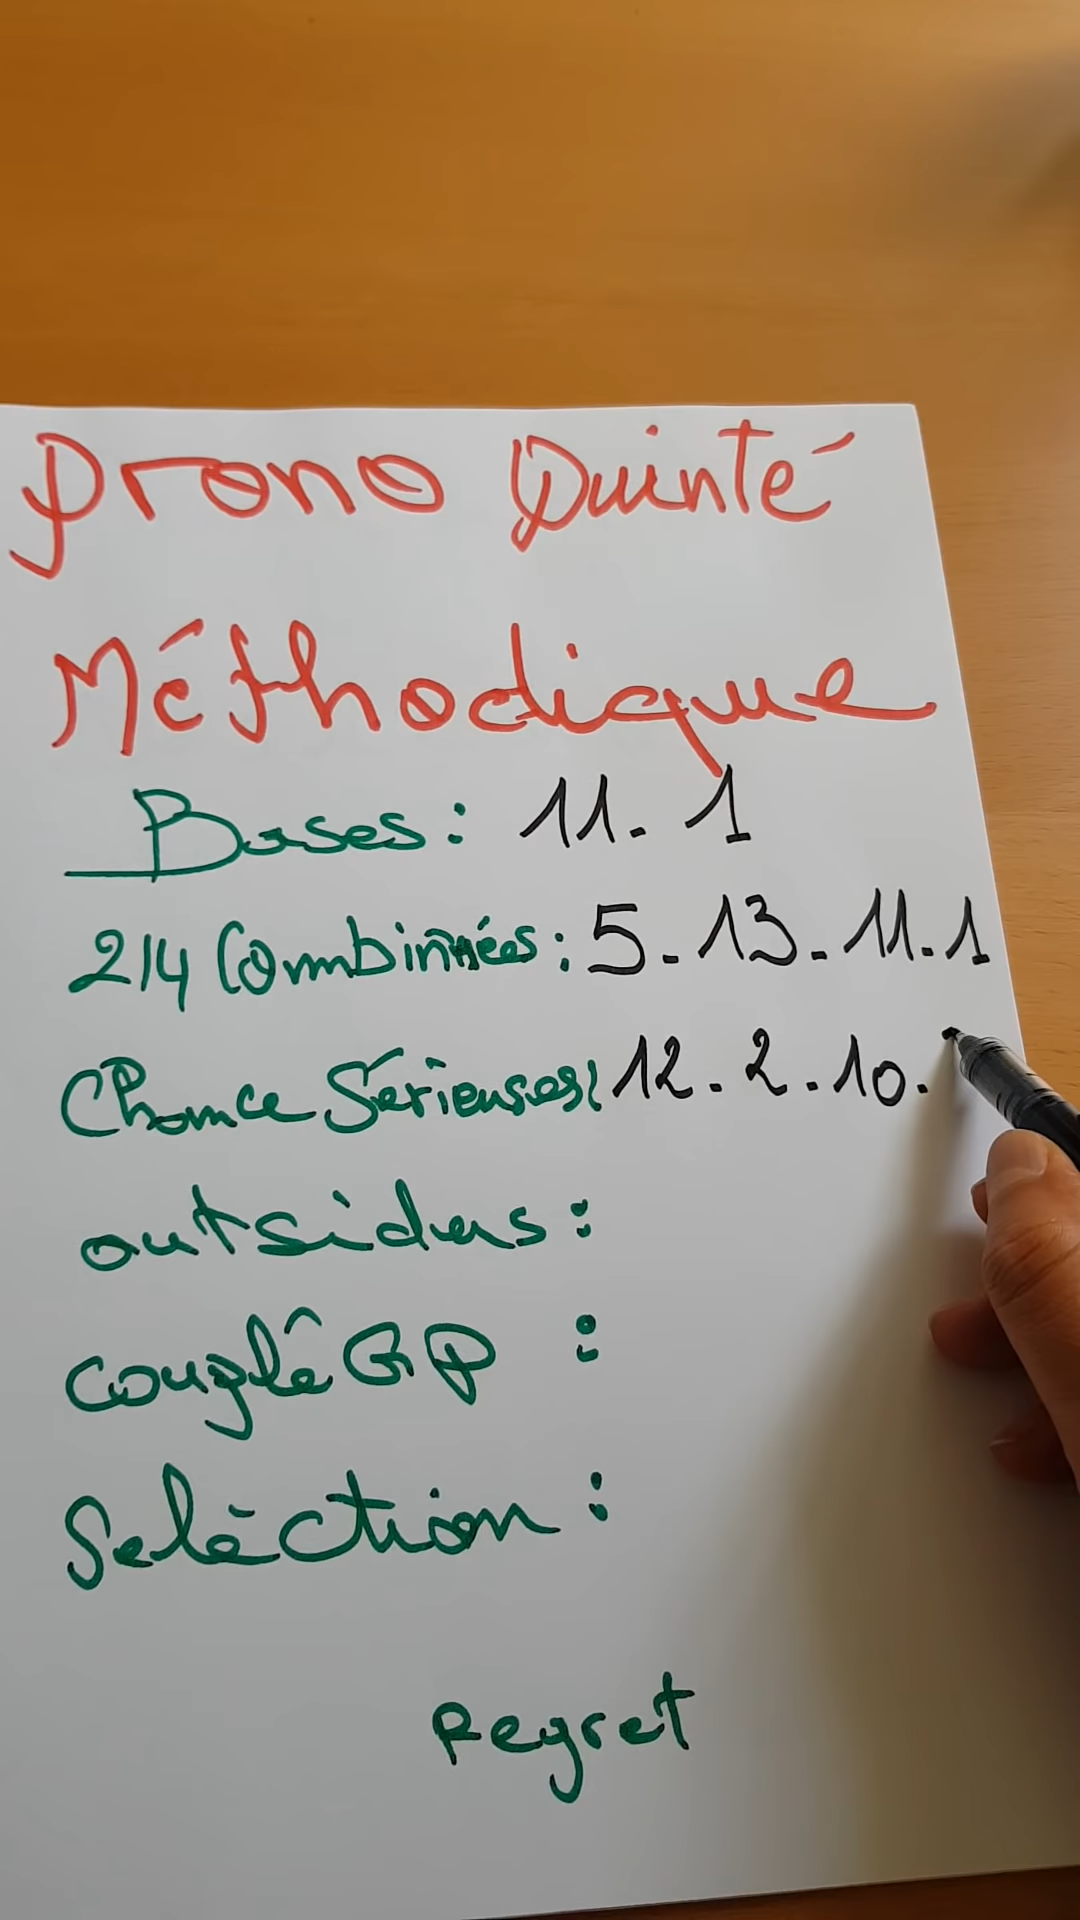 Prono Quinté
Méthodique
Bases : 11. 1
2/4 Combinées : 5. 13. 11. 1
Chance Sérieuses : 12. 2. 10.
outsiders :
couplé GP :
Seléction :
Regret